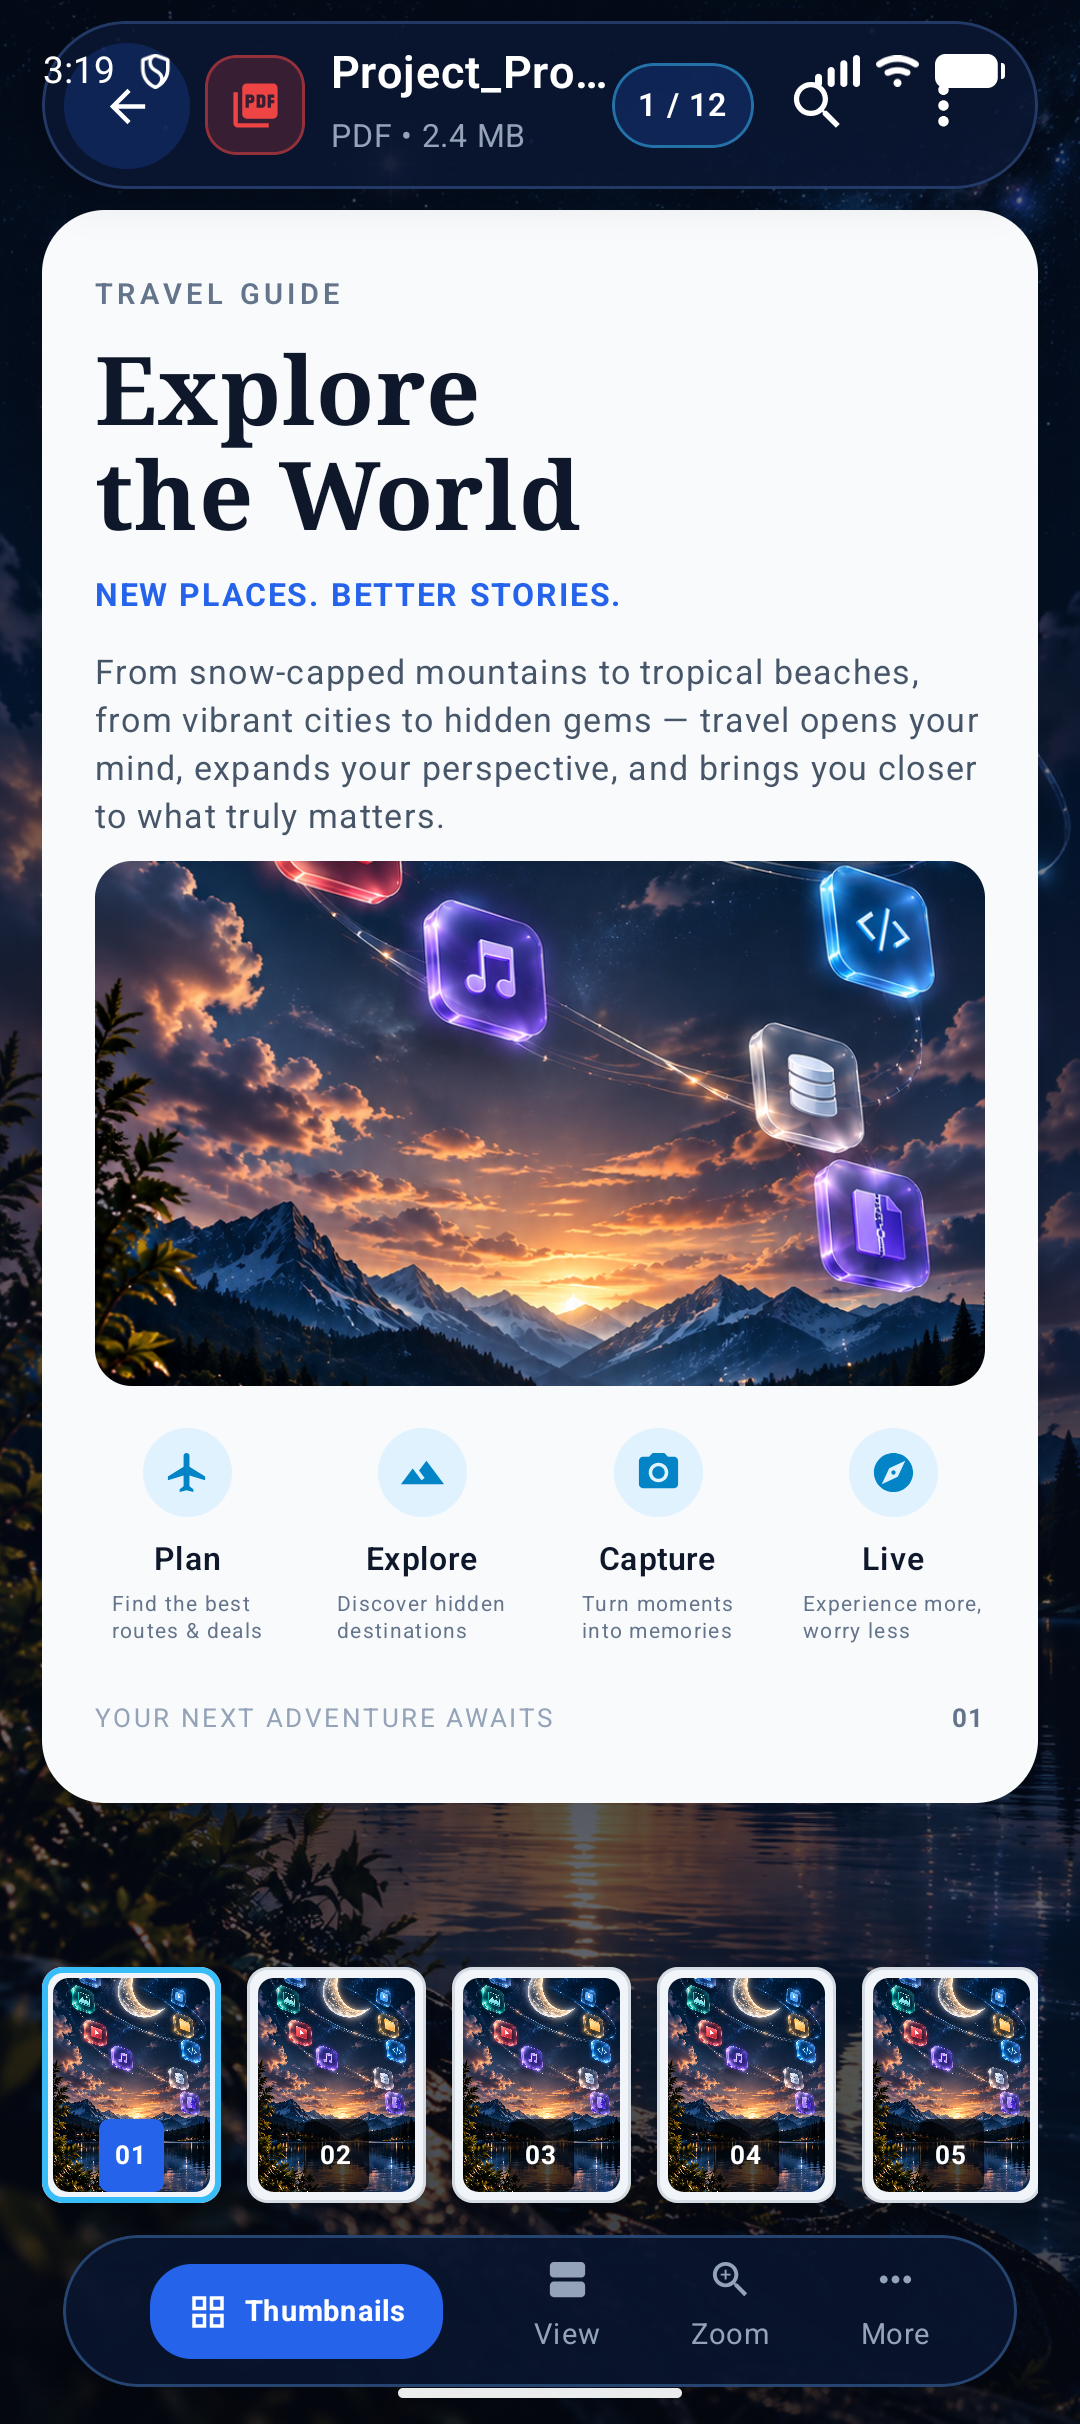 3:19
PDF
Project_Pro...
PDF • 2.4 MB
1 / 12
TRAVEL GUIDE
Explore
the World
NEW PLACES. BETTER STORIES.
From snow-capped mountains to tropical beaches,
from vibrant cities to hidden gems — travel opens your
mind, expands your perspective, and brings you closer
to what truly matters.
Plan
Find the best
routes & deals
Explore
Discover hidden
destinations
Capture
Turn moments
into memories
Live
Experience more,
worry less
YOUR NEXT ADVENTURE AWAITS
01
01
02
03
04
05
Thumbnails
View
Zoom
More